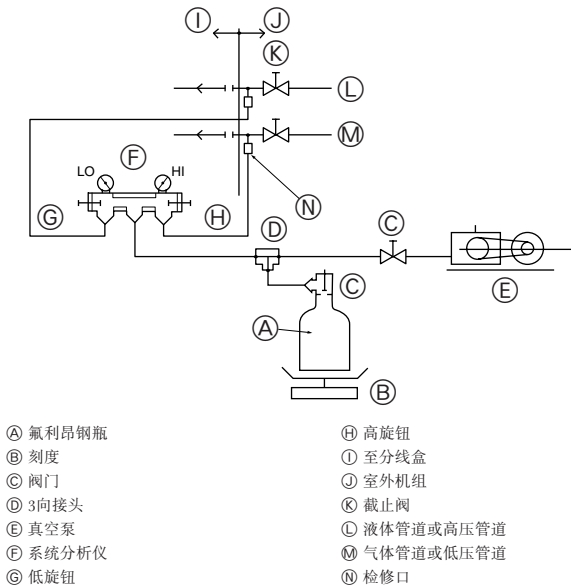 Ⓘ Ⓙ
Ⓚ
Ⓛ
Ⓜ
Ⓕ
LO HI
Ⓝ
Ⓖ Ⓗ
Ⓓ Ⓒ
Ⓒ
Ⓔ
Ⓐ
Ⓑ
Ⓐ 氟利昂钢瓶
Ⓑ 刻度
Ⓒ 阀门
Ⓓ 3向接头
Ⓔ 真空泵
Ⓕ 系统分析仪
Ⓖ 低旋钮
Ⓗ 高旋钮
Ⓘ 至分线盒
Ⓙ 室外机组
Ⓚ 截止阀
Ⓛ 液体管道或高压管道
Ⓜ 气体管道或低压管道
Ⓝ 检修口